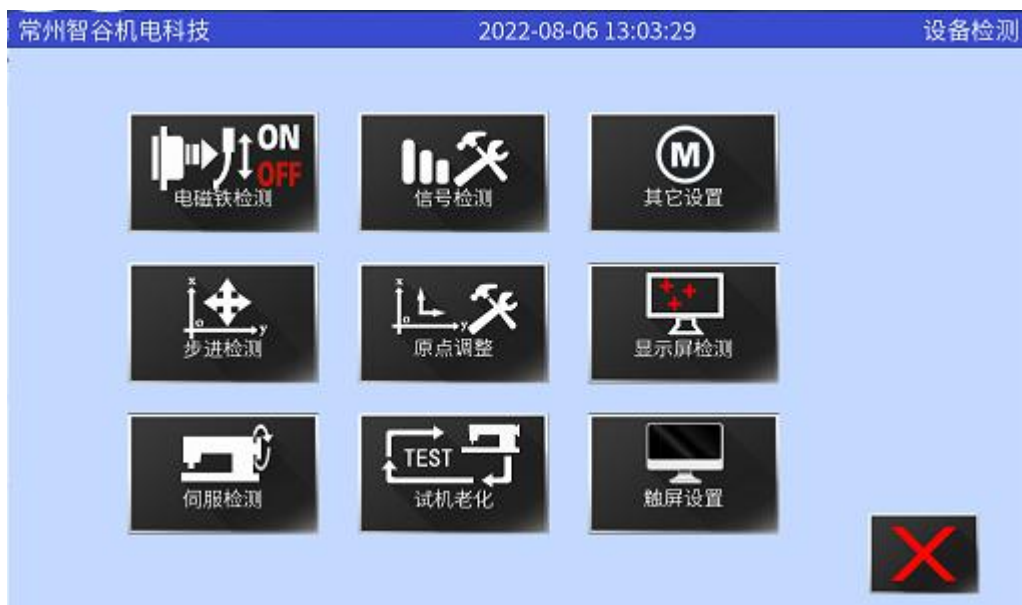 常州智谷机电科技 2022-08-06 13:03:29 设备检测
ON
OFF
电磁铁检测
信号检测
M
其它设置
x
o
y
步进检测
x
o
y
原点调整
显示屏检测
伺服检测
TEST
试机老化
触屏设置